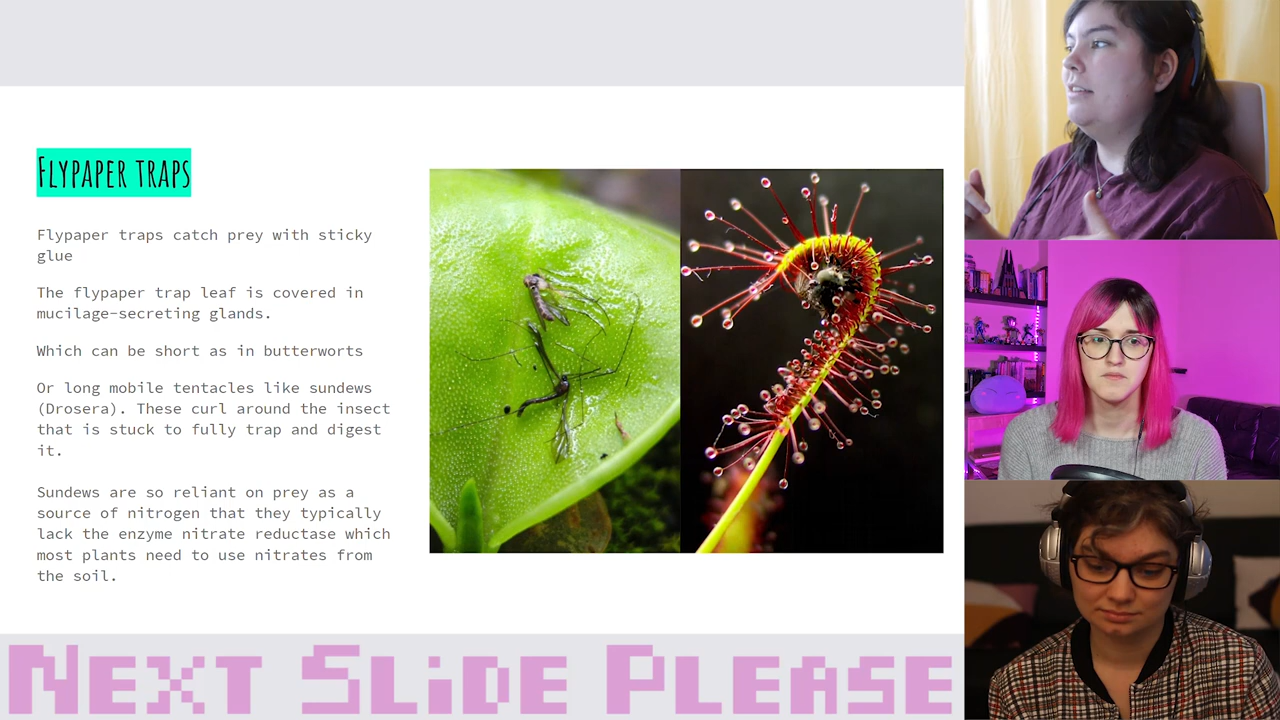 Flypaper traps
Flypaper traps catch prey with sticky
glue
The flypaper trap leaf is covered in
mucilage-secreting glands.
Which can be short as in butterworts
Or long mobile tentacles like sundews
(Drosera). These curl around the insect
that is stuck to fully trap and digest
it.
Sundews are so reliant on prey as a
source of nitrogen that they typically
lack the enzyme nitrate reductase which
most plants need to use nitrates from
the soil.
Next Slide Please